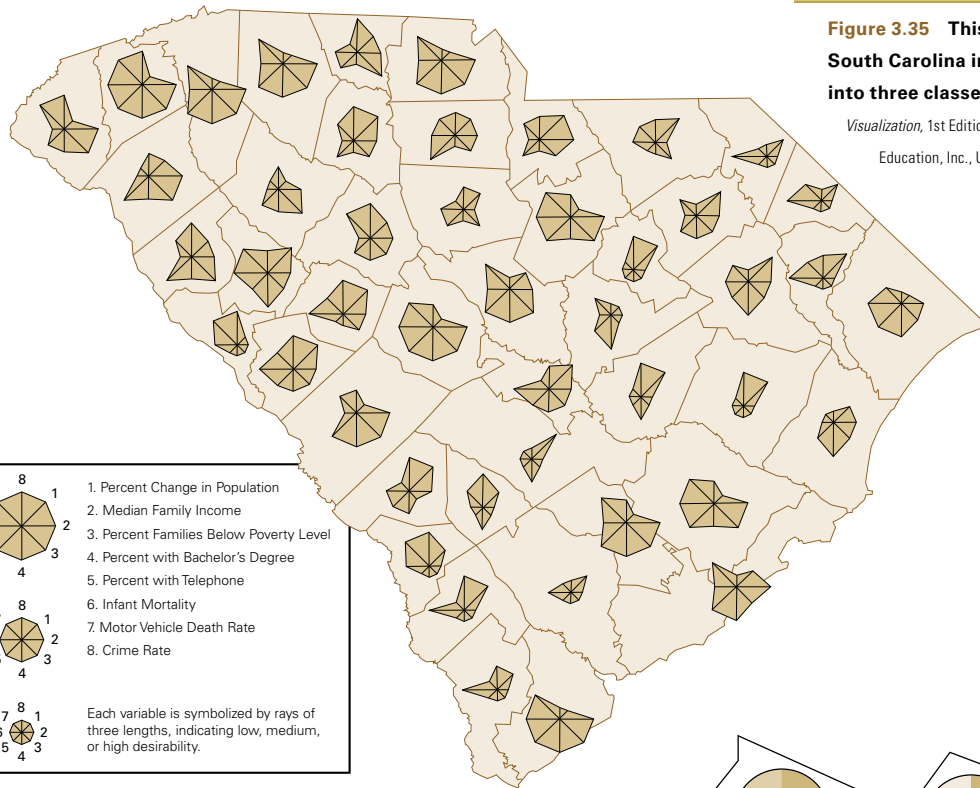 Figure 3.35 This
South Carolina in
into three classe
Visualization, 1st Edition
Education, Inc., U
8
1
2
3
4
8
1
2
3
4
7 8 1
6 2
5 4 3
1. Percent Change in Population
2. Median Family Income
3. Percent Families Below Poverty Level
4. Percent with Bachelor's Degree
5. Percent with Telephone
6. Infant Mortality
7. Motor Vehicle Death Rate
8. Crime Rate
Each variable is symbolized by rays of
three lengths, indicating low, medium,
or high desirability.